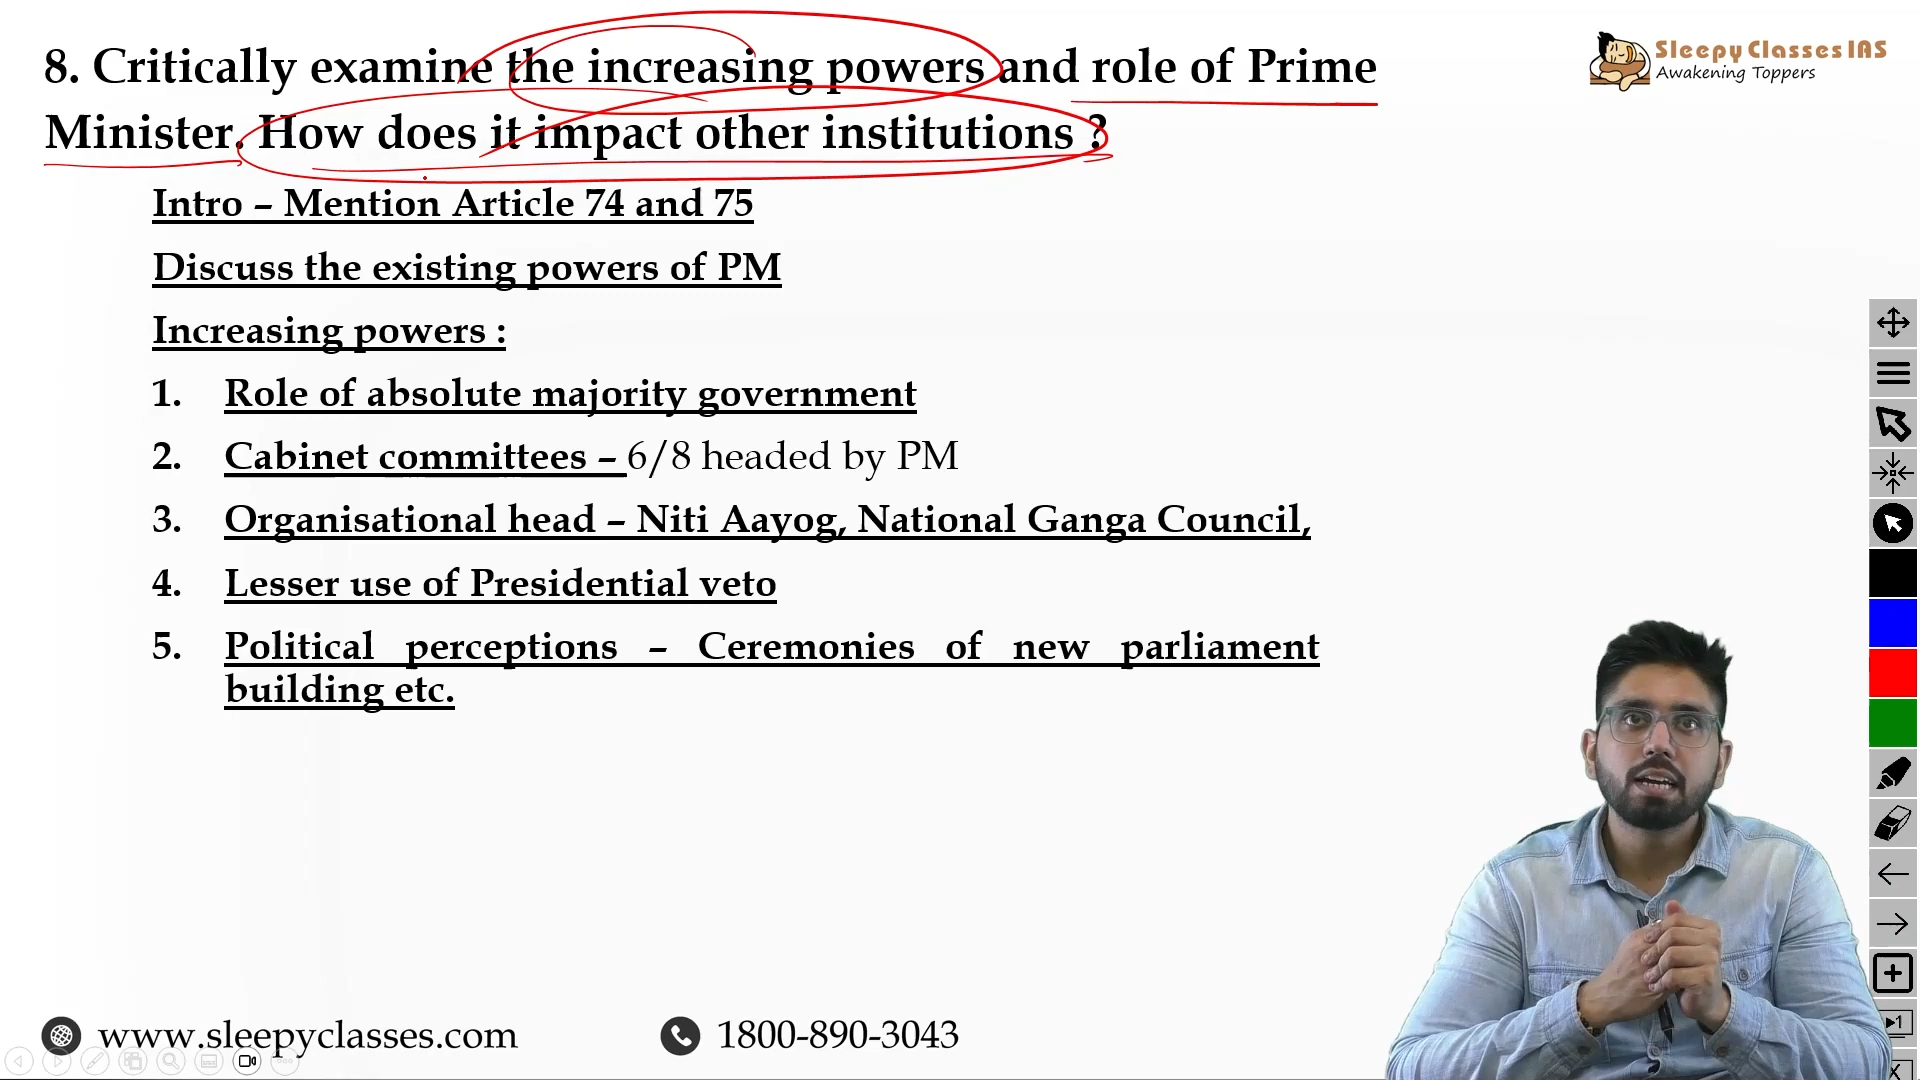 8. Critically examine the increasing powers and role of Prime
Minister. How does it impact other institutions ?
Sleepy Classes IAS
Awakening Toppers
Intro – Mention Article 74 and 75
Discuss the existing powers of PM
Increasing powers :
1. Role of absolute majority government
2. Cabinet committees – 6/8 headed by PM
3. Organisational head – Niti Aayog, National Ganga Council,
4. Lesser use of Presidential veto
5. Political perceptions – Ceremonies of new parliament
building etc.
www.sleepyclasses.com 1800-890-3043
1
X